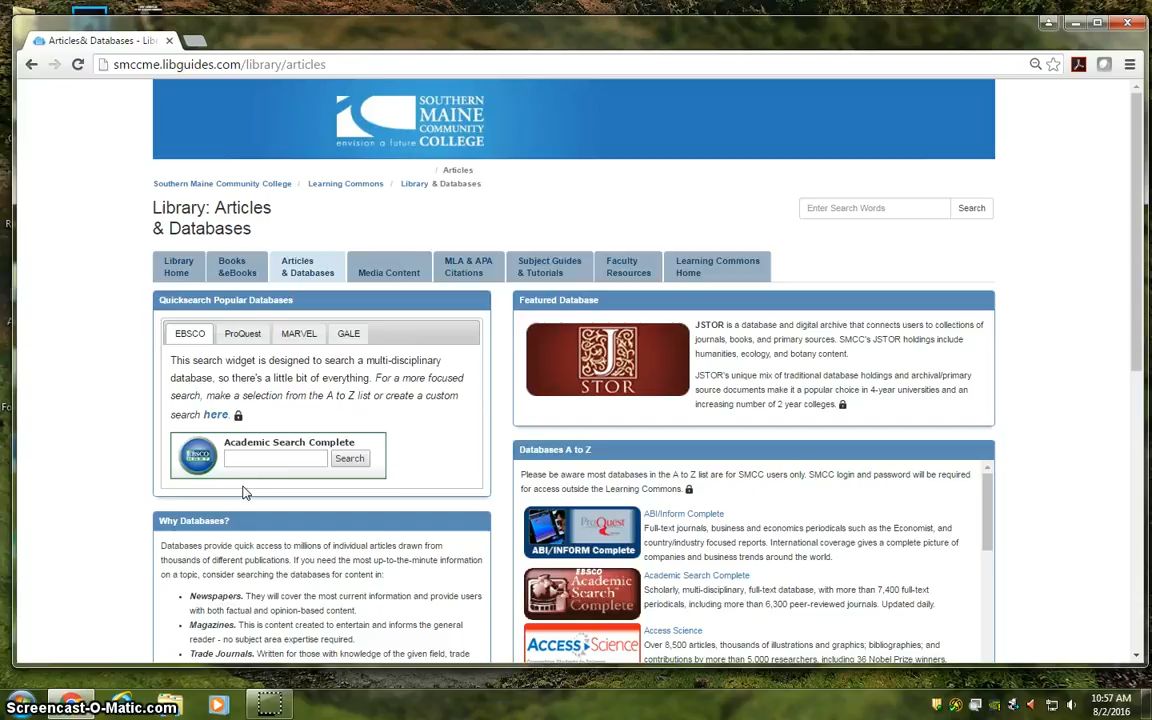 Articles& Databases - Lib
smccme.libguides.com/library/articles
SOUTHERN
MAINE
COMMUNITY
COLLEGE
envision a future
/ Articles
Southern Maine Community College / Learning Commons / Library & Databases
Library: Articles
& Databases
Enter Search Words
Search
Library
Home
Books
&eBooks
Articles
& Databases
Media Content
MLA & APA
Citations
Subject Guides
& Tutorials
Faculty
Resources
Learning Commons
Home
Quicksearch Popular Databases
EBSCO ProQuest MARVEL GALE
This search widget is designed to search a multi-disciplinary
database, so there's a little bit of everything. For a more focused
search, make a selection from the A to Z list or create a custom
search here.
EBSCO
HOST
Academic Search Complete
Search
Why Databases?
Databases provide quick access to millions of individual articles drawn from
thousands of different publications. If you need the most up-to-the-minute information
on a topic, consider searching the databases for content in:
• Newspapers. They will cover the most current information and provide users
with both factual and opinion-based content.
• Magazines. This is content created to entertain and informs the general
reader - no subject area expertise required.
• Trade Journals. Written for those with knowledge of the given field, trade
Featured Database
J
STOR
JSTOR is a database and digital archive that connects users to collections of
journals, books, and primary sources. SMCC's JSTOR holdings include
humanities, ecology, and botany content.
JSTOR's unique mix of traditional database holdings and archival/primary
source documents make it a popular choice in 4-year universities and an
increasing number of 2 year colleges.
Databases A to Z
Please be aware most databases in the A to Z list are for SMCC users only. SMCC login and password will be required
for access outside the Learning Commons.
ProQuest
ABI/INFORM Complete
ABI/Inform Complete
Full-text journals, business and economics periodicals such as the Economist, and
country/industry focused reports. International coverage gives a complete picture of
companies and business trends around the world.
EBSCO
Academic
Search
Complete
Academic Search Complete
Scholarly, multi-disciplinary, full-text database, with more than 7,400 full-text
periodicals, including more than 6,300 peer-reviewed journals. Updated daily.
AccessScience
Access Science
Over 8,500 articles, thousands of illustrations and graphics; bibliographies; and
contributions by more than 5,000 researchers, including 36 Nobel Prize winners.
Screencast-O-Matic.com
10:57 AM
8/2/2016